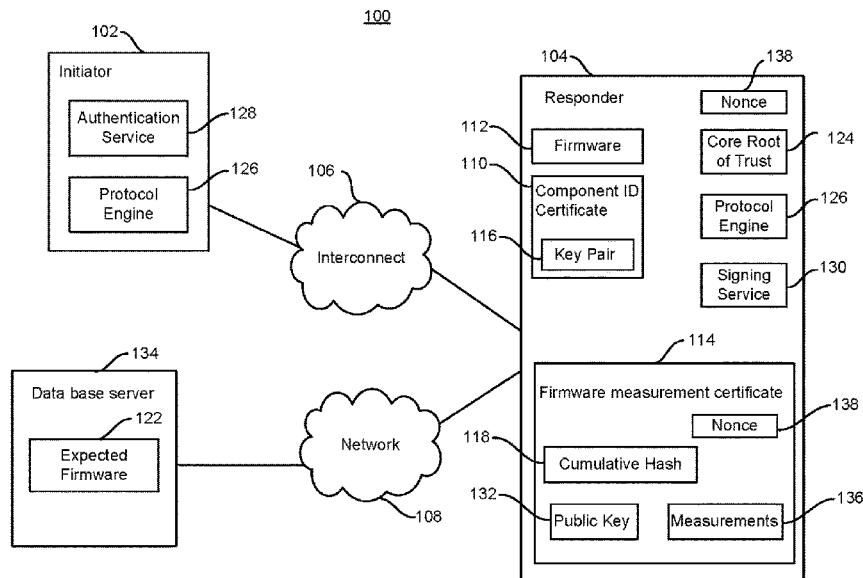 100
102
Initiator
Authentication
Service
128
126
Protocol
Engine
106
Interconnect
104
Responder
138
Nonce
112
Firmware
124
Core Root
of Trust
110
Component ID
Certificate
116
Key Pair
126
Protocol
Engine
130
Signing
Service
134
Data base server
122
Expected
Firmware
Network
108
114
Firmware measurement certificate
138
Nonce
118
Cumulative Hash
132
Public Key
Measurements
136